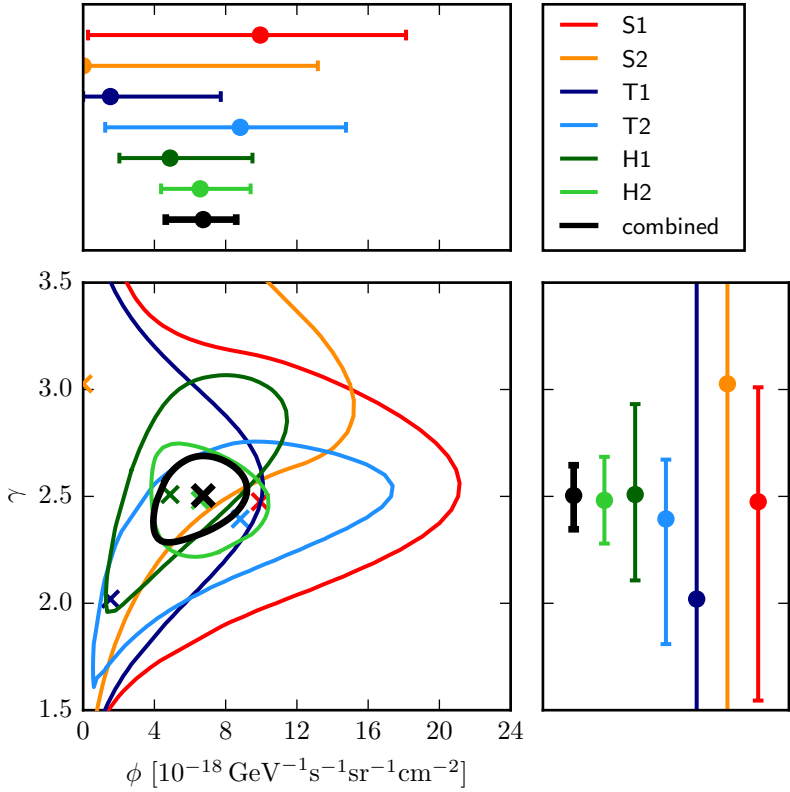 S1
S2
T1
T2
H1
H2
combined
3.5
3.0
2.5
2.0
1.5
γ
0 4 8 12 16 20 24
ϕ [10⁻¹⁸ GeV⁻¹s⁻¹sr⁻¹cm⁻²]